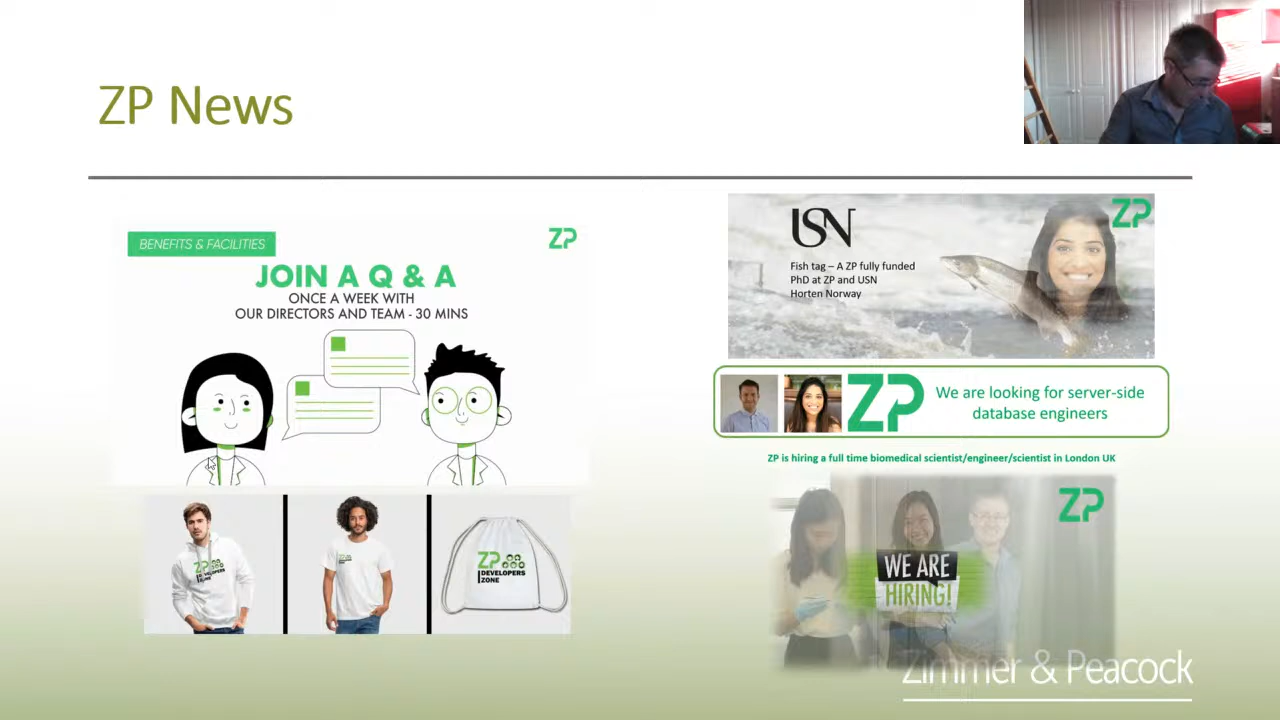 ZP News
BENEFITS & FACILITIES
ZP
JOIN A Q & A
ONCE A WEEK WITH
OUR DIRECTORS AND TEAM - 30 MINS
ZP
DEVELOPERS
ZONE
ZP
DEVELOPERS
ZONE
ZP
DEVELOPERS
ZONE
USN
ZP
Fish tag – A ZP fully funded
PhD at ZP and USN
Horten Norway
ZP
We are looking for server-side
database engineers
ZP is hiring a full time biomedical scientist/engineer/scientist in London UK
ZP
WE ARE
HIRING!
Zimmer & Peacock